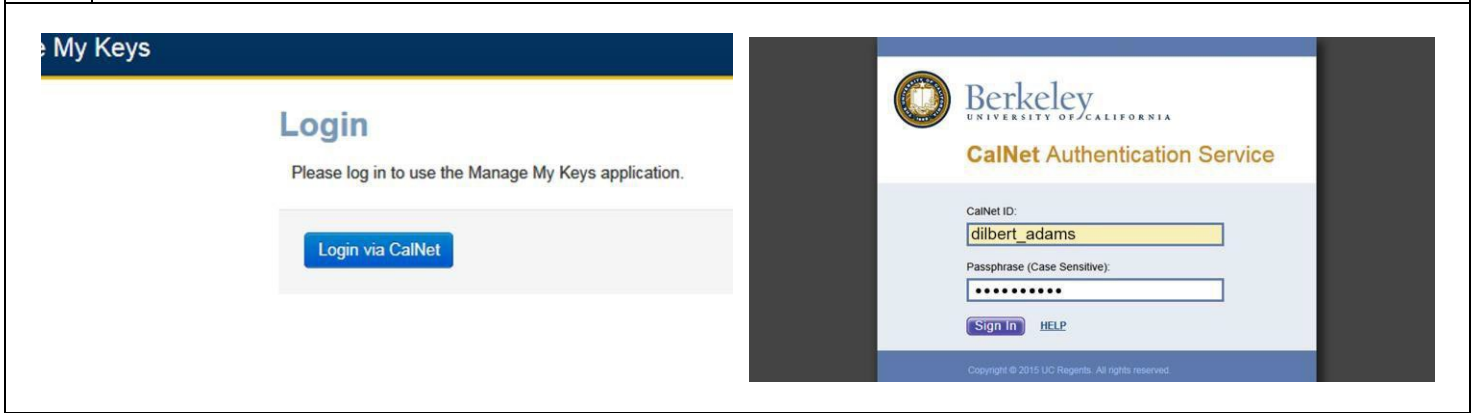 My Keys
Login
Please log in to use the Manage My Keys application.
Login via CalNet
Berkeley
UNIVERSITY OF CALIFORNIA
CalNet Authentication Service
CalNet ID:
dilbert_adams
Passphrase (Case Sensitive):
••••••••••
Sign In HELP
Copyright © 2015 UC Regents. All rights reserved.